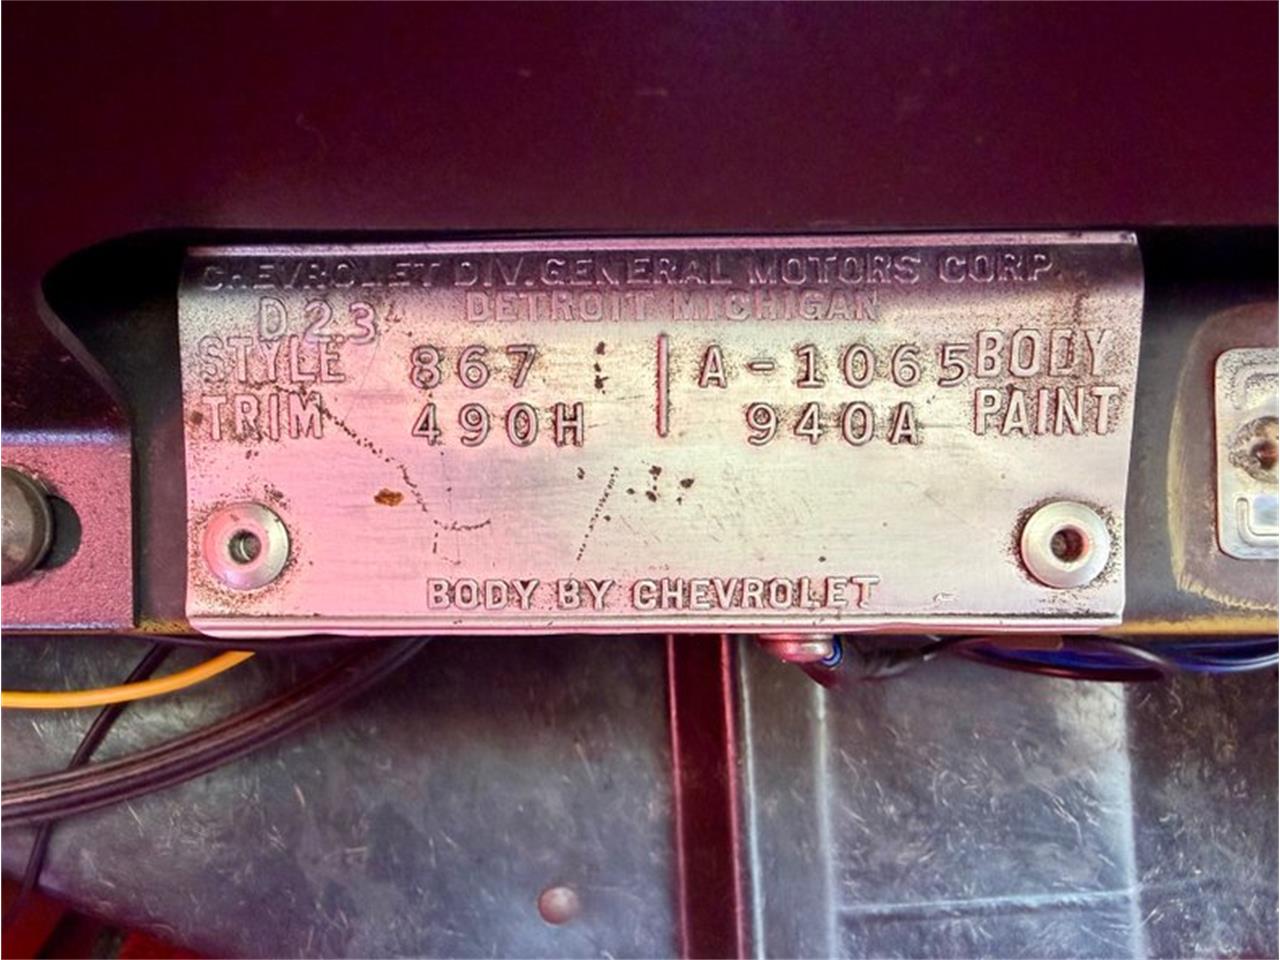 CHEVROLET DIV. GENERAL MOTORS CORP
DETROIT MICHIGAN
D23
STYLE 867 | A-1065 BODY
TRIM 490H | 940A PAINT
BODY BY CHEVROLET